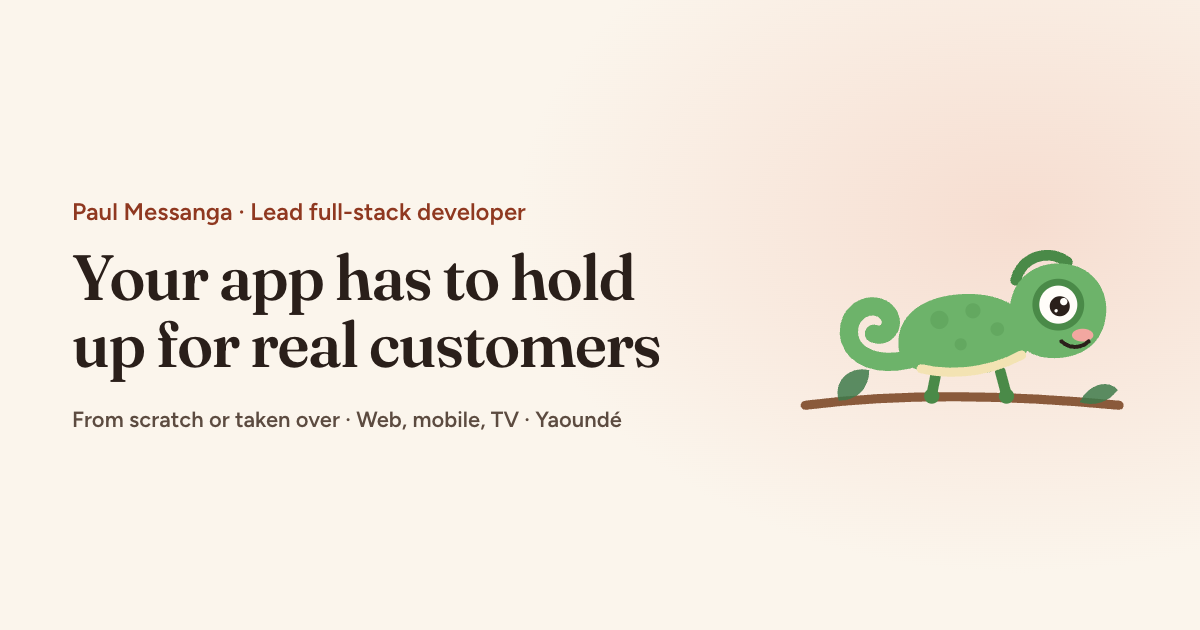 Paul Messanga · Lead full-stack developer
Your app has to hold
up for real customers
From scratch or taken over · Web, mobile, TV · Yaoundé